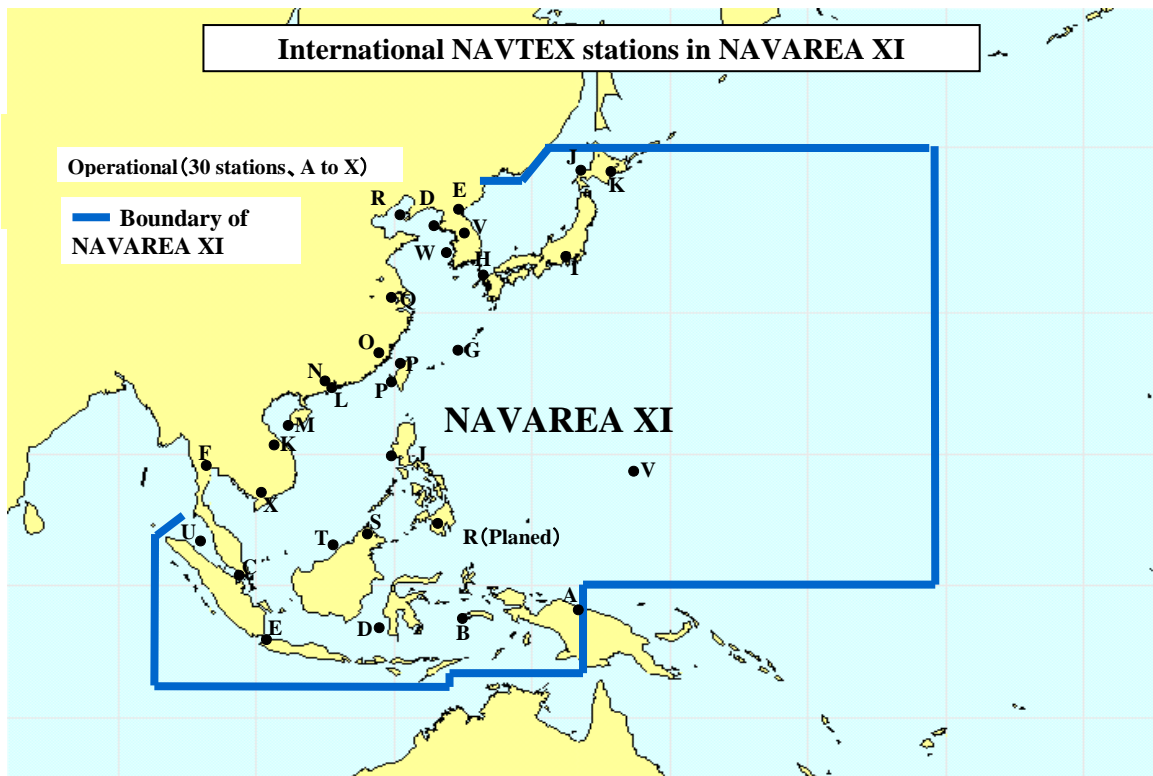 International NAVTEX stations in NAVAREA XI
Operational（30 stations、A to X）
Boundary of
NAVAREA XI
J
K
E
R
D
V
W
H
I
Q
O
P
G
N
L
P
M
NAVAREA XI
K
J
F
V
X
S
R（Planed）
T
U
C
A
E
D
B